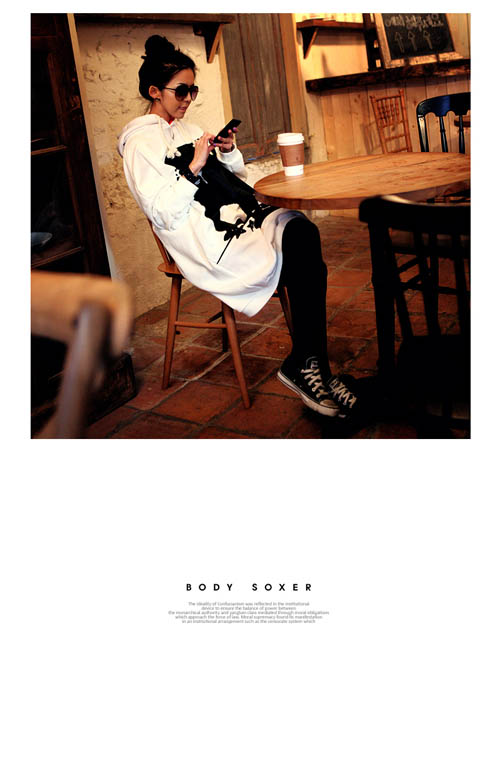 BODY SOXER
The ideality of Confucianism was reflected in the institutional
device to ensure the balance of power between
the monarchical authority and yangban class mediated through moral obligations
which approach the force of law. Moral supremacy found its manifestation
in an institutional arrangement such as the censorate system which